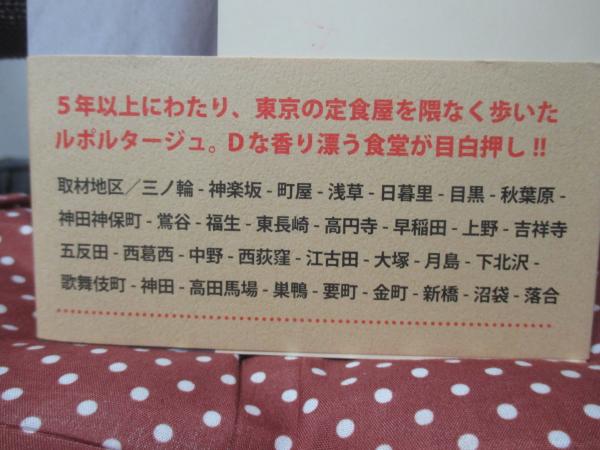 5年以上にわたり、東京の定食屋を隈なく歩いた
ルポルタージュ。Dな香り漂う食堂が目白押し!!
取材地区／三ノ輪 - 神楽坂 - 町屋 - 浅草 - 日暮里 - 目黒 - 秋葉原 -
神田神保町 - 鶯谷 - 福生 - 東長崎 - 高円寺 - 早稲田 - 上野 - 吉祥寺
五反田 - 西葛西 - 中野 - 西荻窪 - 江古田 - 大塚 - 月島 - 下北沢 -
歌舞伎町 - 神田 - 高田馬場 - 巣鴨 - 要町 - 金町 - 新橋 - 沼袋 - 落合